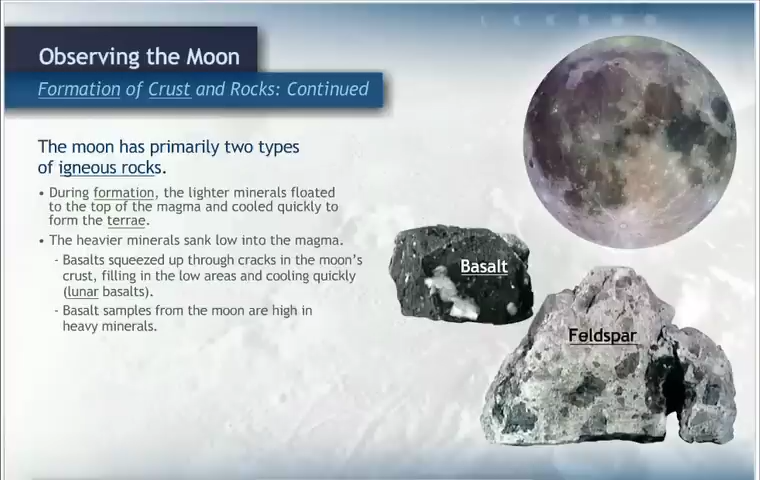 Observing the Moon
Formation of Crust and Rocks: Continued
The moon has primarily two types
of igneous rocks.
• During formation, the lighter minerals floated
to the top of the magma and cooled quickly to
form the terrae.
• The heavier minerals sank low into the magma.
- Basalts squeezed up through cracks in the moon's
crust, filling in the low areas and cooling quickly
(lunar basalts).
- Basalt samples from the moon are high in
heavy minerals.
Basalt
Feldspar